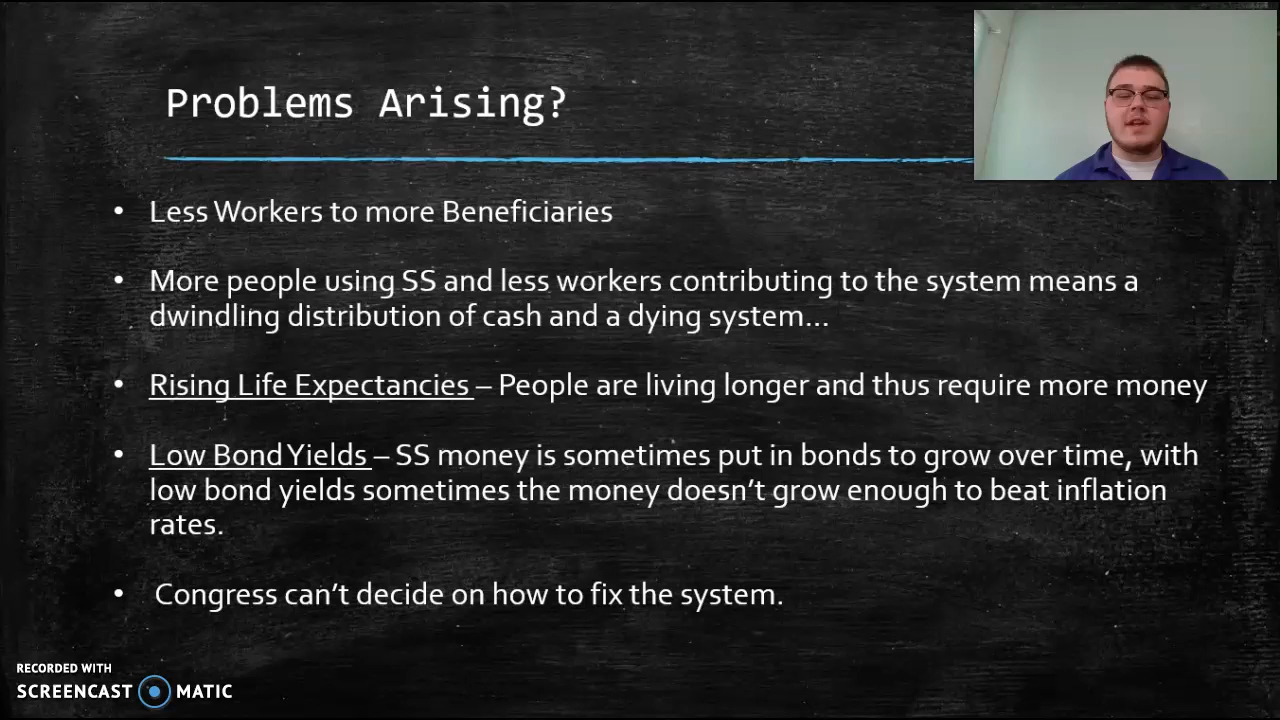 Problems Arising?
• Less Workers to more Beneficiaries
• More people using SS and less workers contributing to the system means a
dwindling distribution of cash and a dying system...
• Rising Life Expectancies – People are living longer and thus require more money
• Low Bond Yields – SS money is sometimes put in bonds to grow over time, with
low bond yields sometimes the money doesn't grow enough to beat inflation
rates.
• Congress can't decide on how to fix the system.
RECORDED WITH
SCREENCAST MATIC